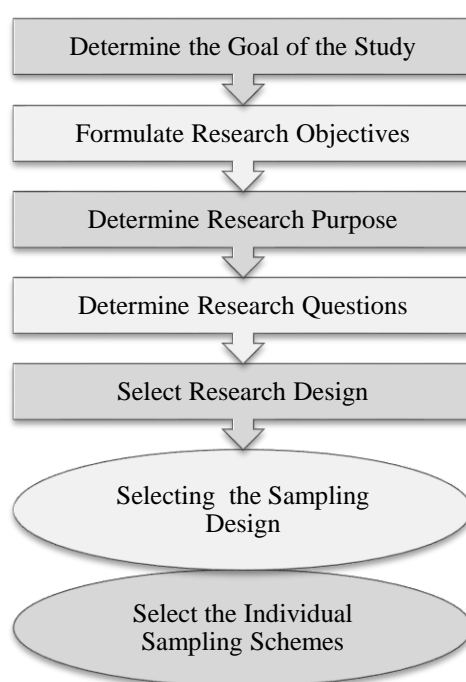 Determine the Goal of the Study
Formulate Research Objectives
Determine Research Purpose
Determine Research Questions
Select Research Design
Selecting the Sampling
Design
Select the Individual
Sampling Schemes